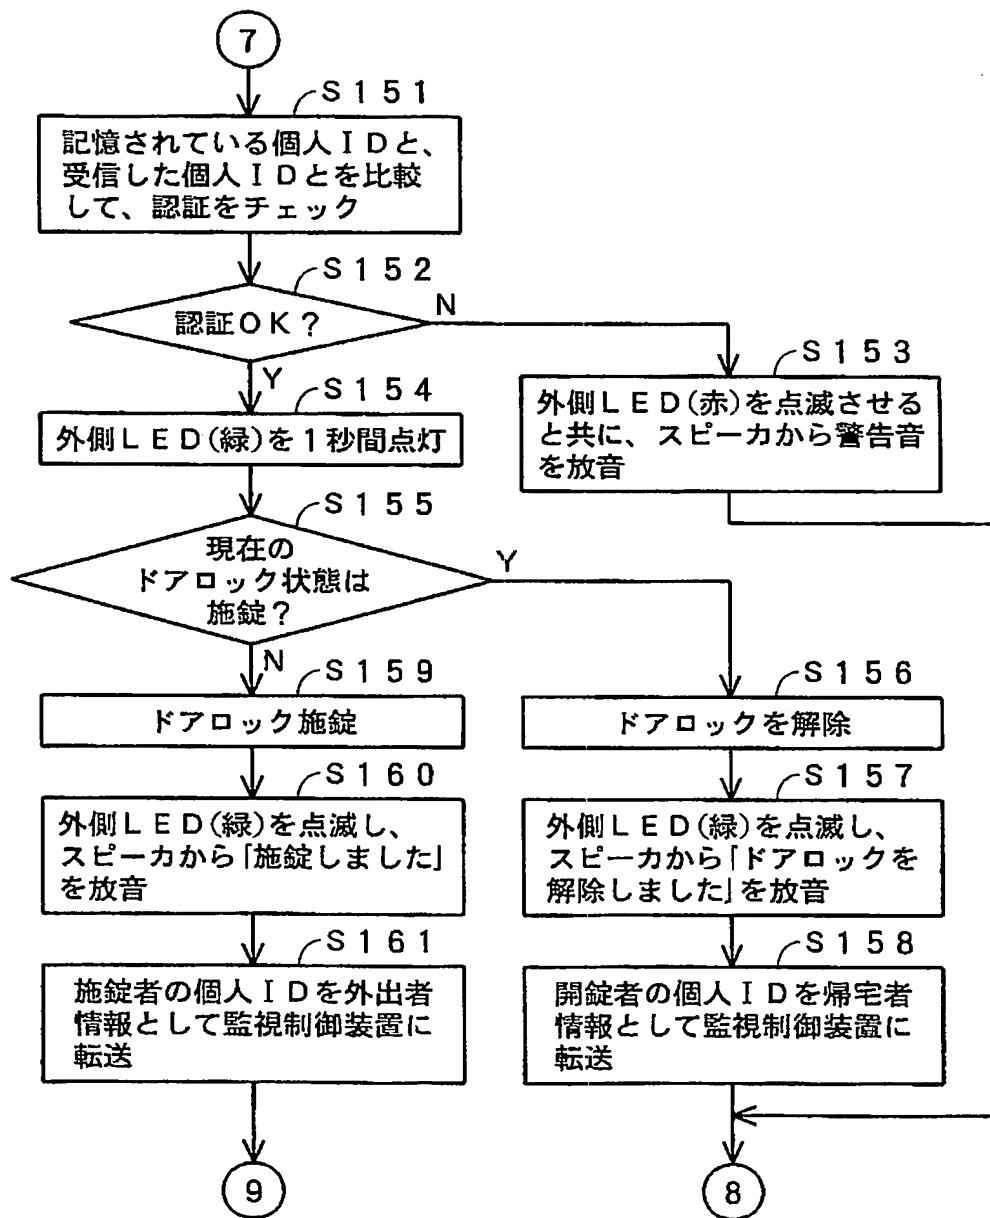 7
S151
記憶されている個人IDと、
受信した個人IDとを比較
して、認証をチェック
S152
認証OK?
N
Y
S153
外側LED(赤)を点滅させる
と共に、スピーカから警告音
を放音
S154
外側LED(緑)を1秒間点灯
S155
現在の
ドアロック状態は
施錠?
Y
N
S159
ドアロック施錠
S156
ドアロックを解除
S160
外側LED(緑)を点滅し、
スピーカから「施錠しました」
を放音
S157
外側LED(緑)を点滅し、
スピーカから「ドアロックを
解除しました」を放音
S161
施錠者の個人IDを外出者
情報として監視制御装置に
転送
S158
開錠者の個人IDを帰宅者
情報として監視制御装置に
転送
9
8